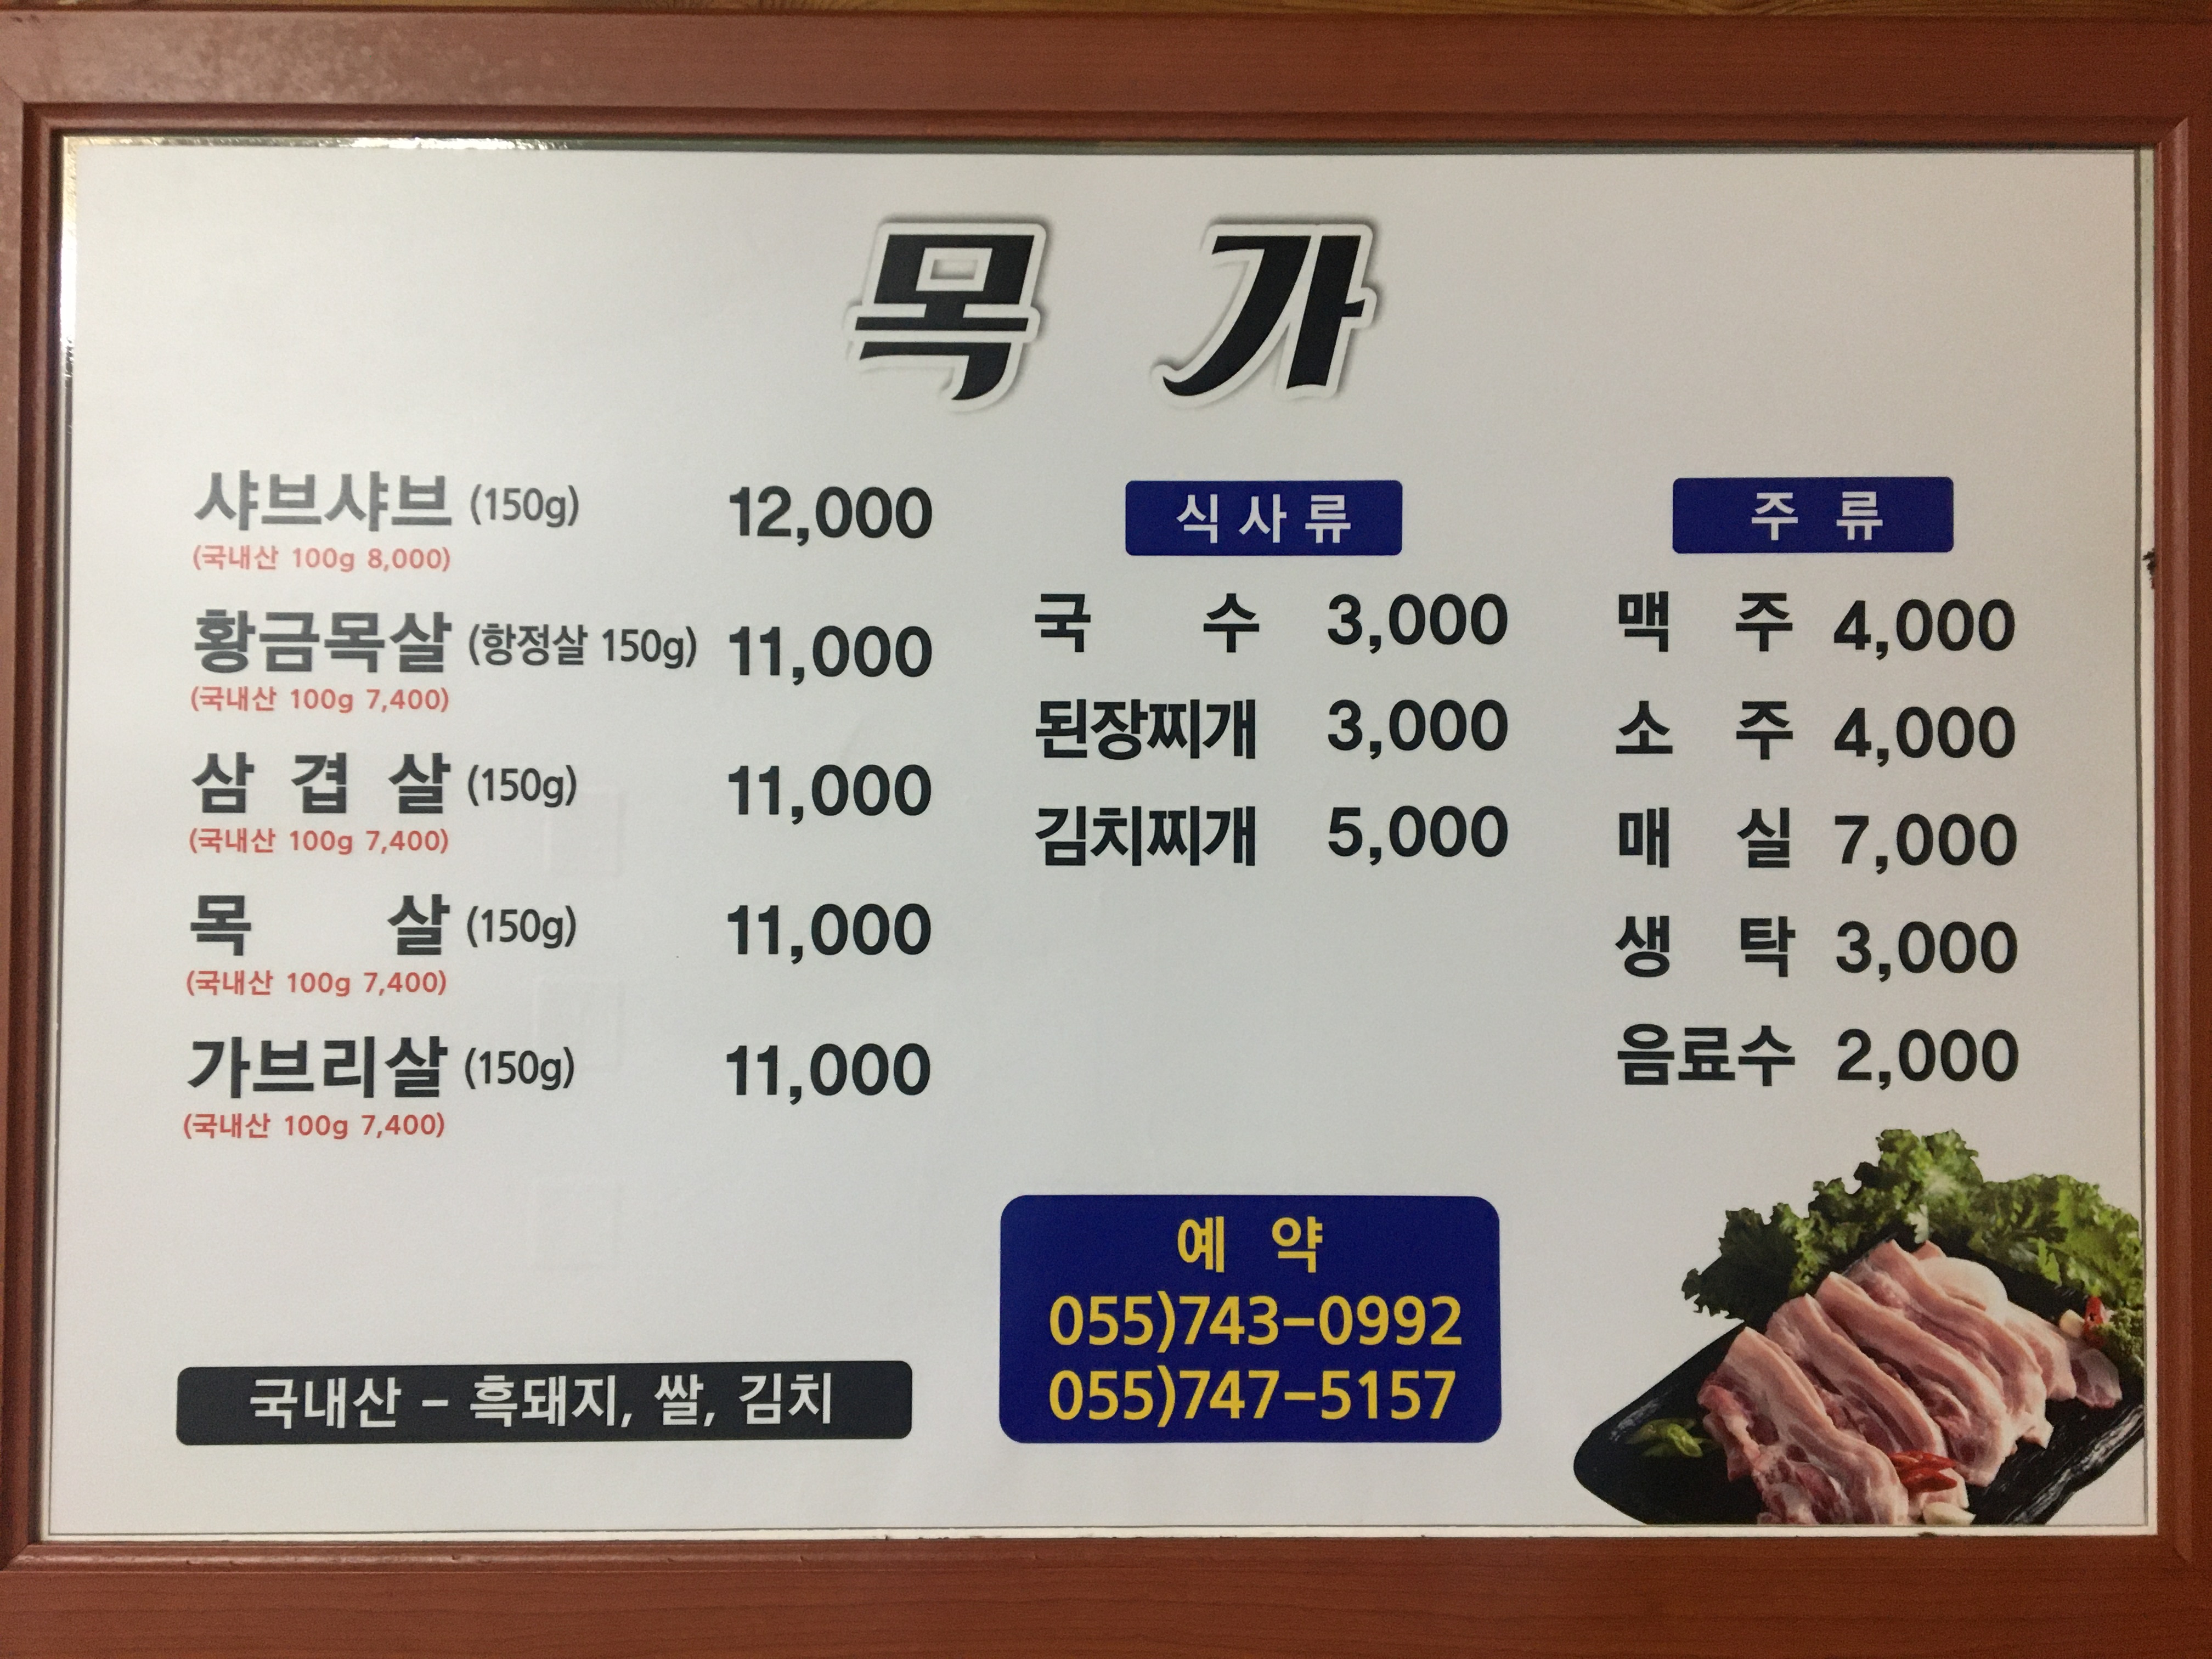 목 가
샤브샤브 (150g) 12,000
(국내산 100g 8,000)
황금목살 (항정살 150g) 11,000
(국내산 100g 7,400)
삼 겹 살 (150g) 11,000
(국내산 100g 7,400)
목 살 (150g) 11,000
(국내산 100g 7,400)
가브리살 (150g) 11,000
(국내산 100g 7,400)
국내산 - 흑돼지, 쌀, 김치
식사류
국 수 3,000
된장찌개 3,000
김치찌개 5,000
예 약
055)743-0992
055)747-5157
주 류
맥 주 4,000
소 주 4,000
매 실 7,000
생 탁 3,000
음료수 2,000